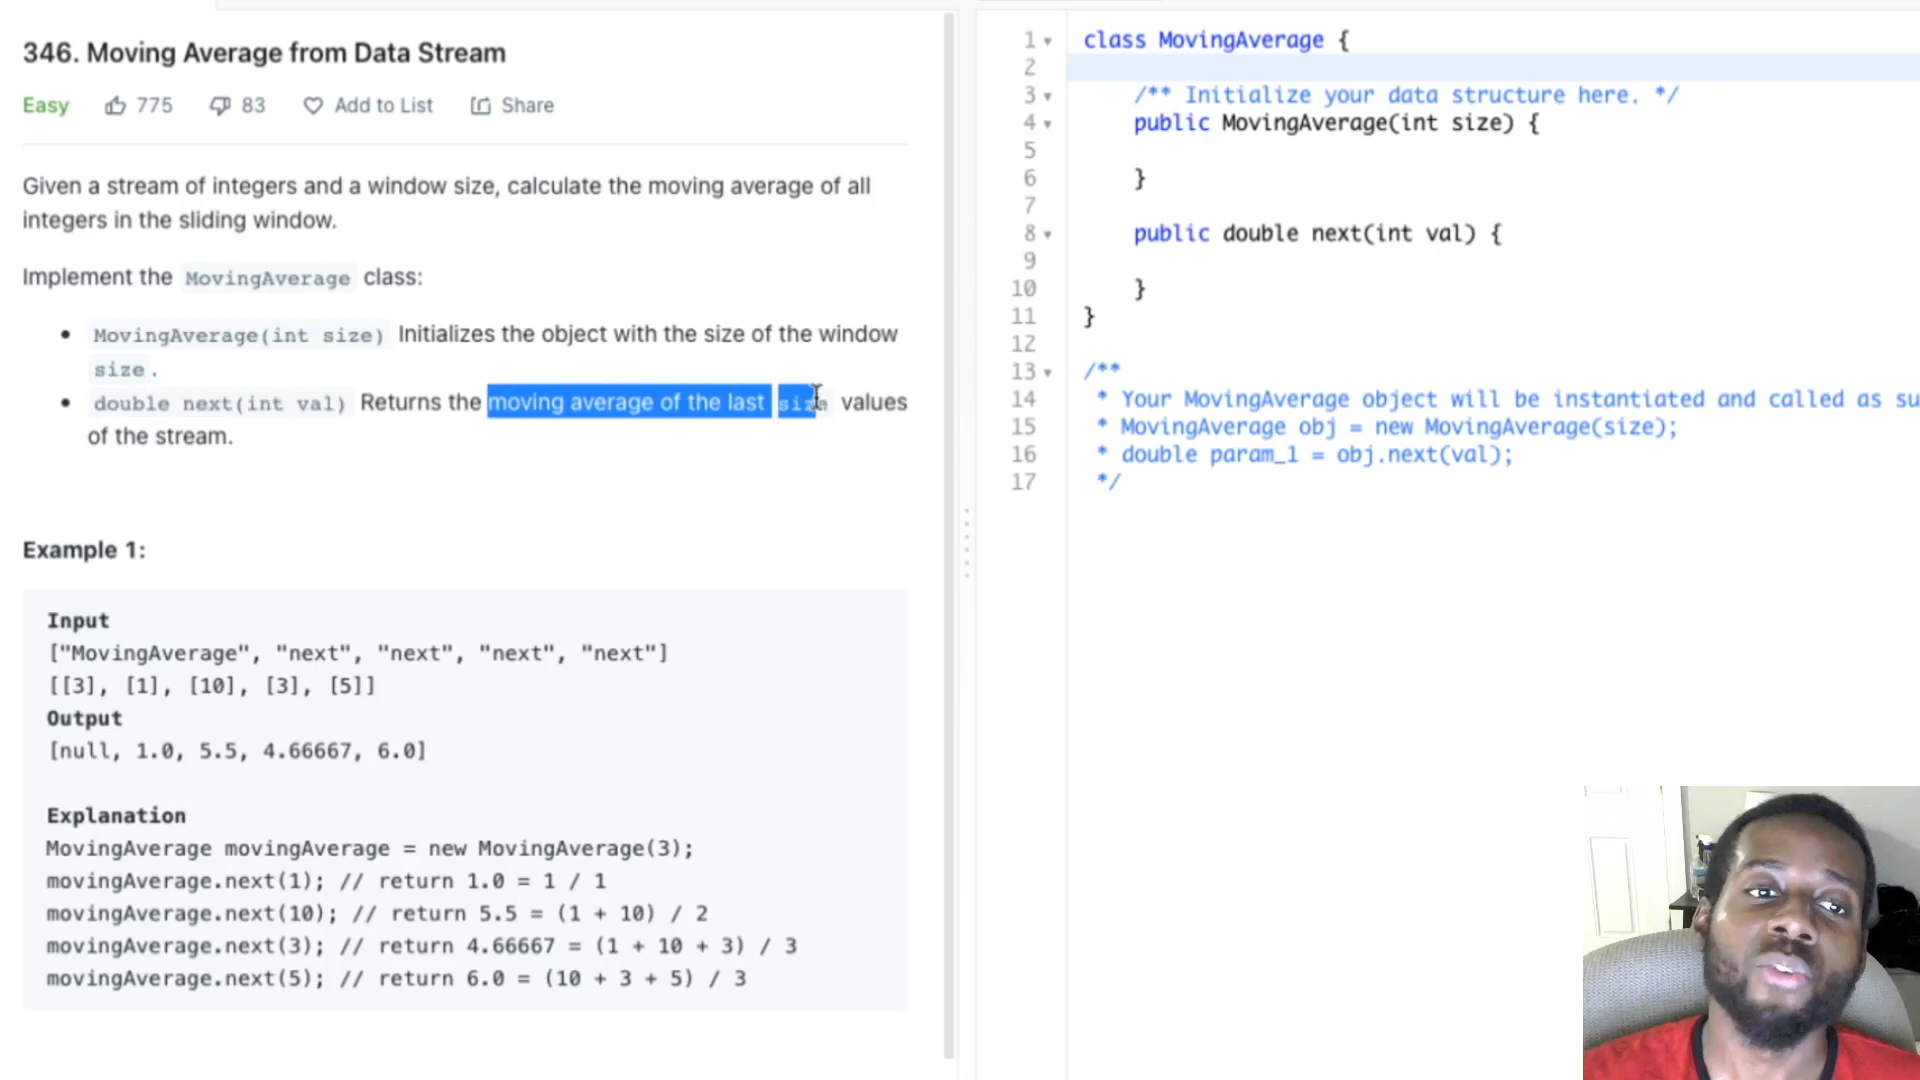 346. Moving Average from Data Stream
Easy 775 83 Add to List Share
Given a stream of integers and a window size, calculate the moving average of all
integers in the sliding window.
Implement the MovingAverage class:
• MovingAverage(int size) Initializes the object with the size of the window
size.
• double next(int val) Returns the moving average of the last size values
of the stream.
Example 1:
Input
["MovingAverage", "next", "next", "next", "next"]
[[3], [1], [10], [3], [5]]
Output
[null, 1.0, 5.5, 4.66667, 6.0]
Explanation
MovingAverage movingAverage = new MovingAverage(3);
movingAverage.next(1); // return 1.0 = 1 / 1
movingAverage.next(10); // return 5.5 = (1 + 10) / 2
movingAverage.next(3); // return 4.66667 = (1 + 10 + 3) / 3
movingAverage.next(5); // return 6.0 = (10 + 3 + 5) / 3
1 class MovingAverage {
2
3 /** Initialize your data structure here. */
4 public MovingAverage(int size) {
5
6 }
7
8 public double next(int val) {
9
10 }
11 }
12
13 /**
14 * Your MovingAverage object will be instantiated and called as su
15 * MovingAverage obj = new MovingAverage(size);
16 * double param_1 = obj.next(val);
17 */